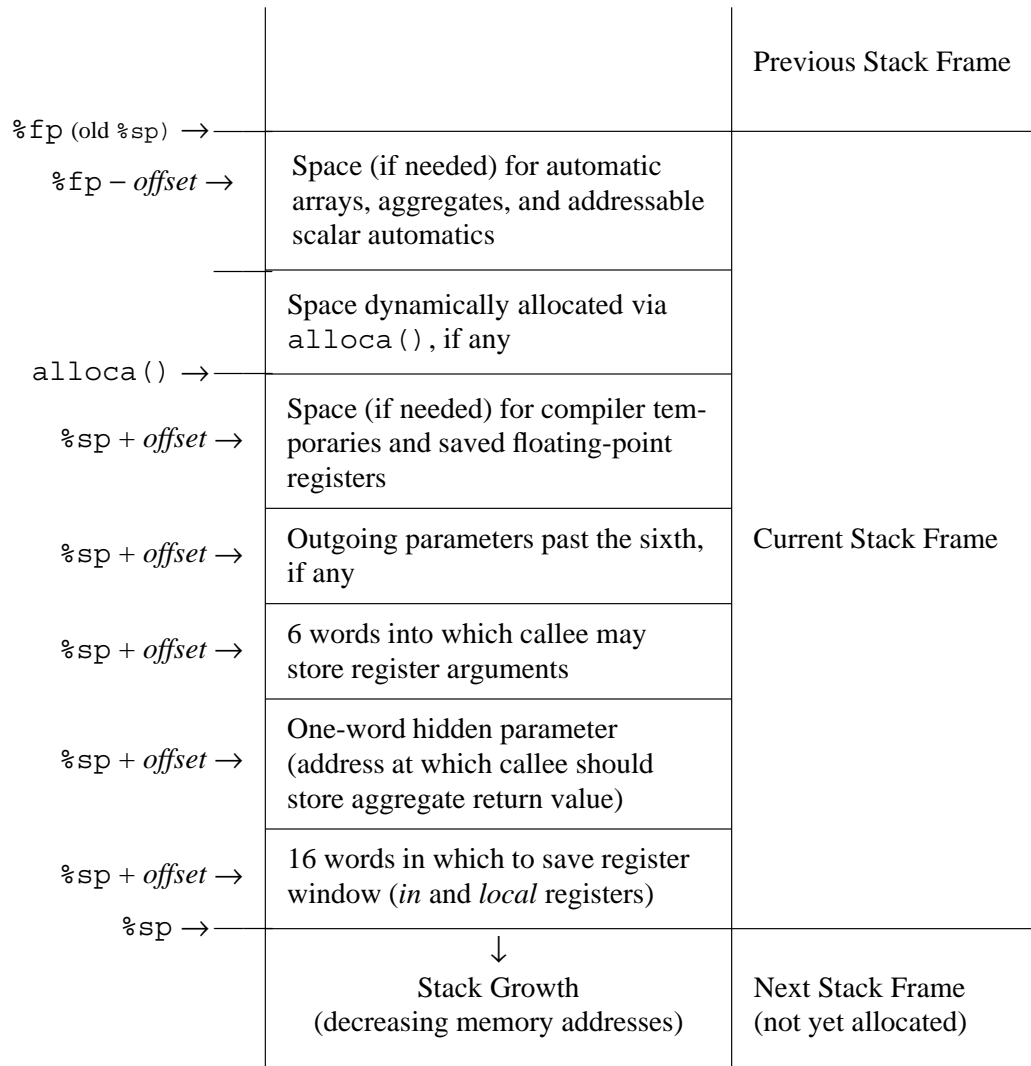 Previous Stack Frame
%fp (old %sp) →
%fp − offset →
Space (if needed) for automatic
arrays, aggregates, and addressable
scalar automatics
Space dynamically allocated via
alloca(), if any
alloca() →
Space (if needed) for compiler tem-
poraries and saved floating-point
registers
%sp + offset →
Outgoing parameters past the sixth,
if any
%sp + offset →
Current Stack Frame
6 words into which callee may
store register arguments
%sp + offset →
One-word hidden parameter
(address at which callee should
store aggregate return value)
%sp + offset →
16 words in which to save register
window (in and local registers)
%sp + offset →
%sp →
↓
Stack Growth
(decreasing memory addresses)
Next Stack Frame
(not yet allocated)